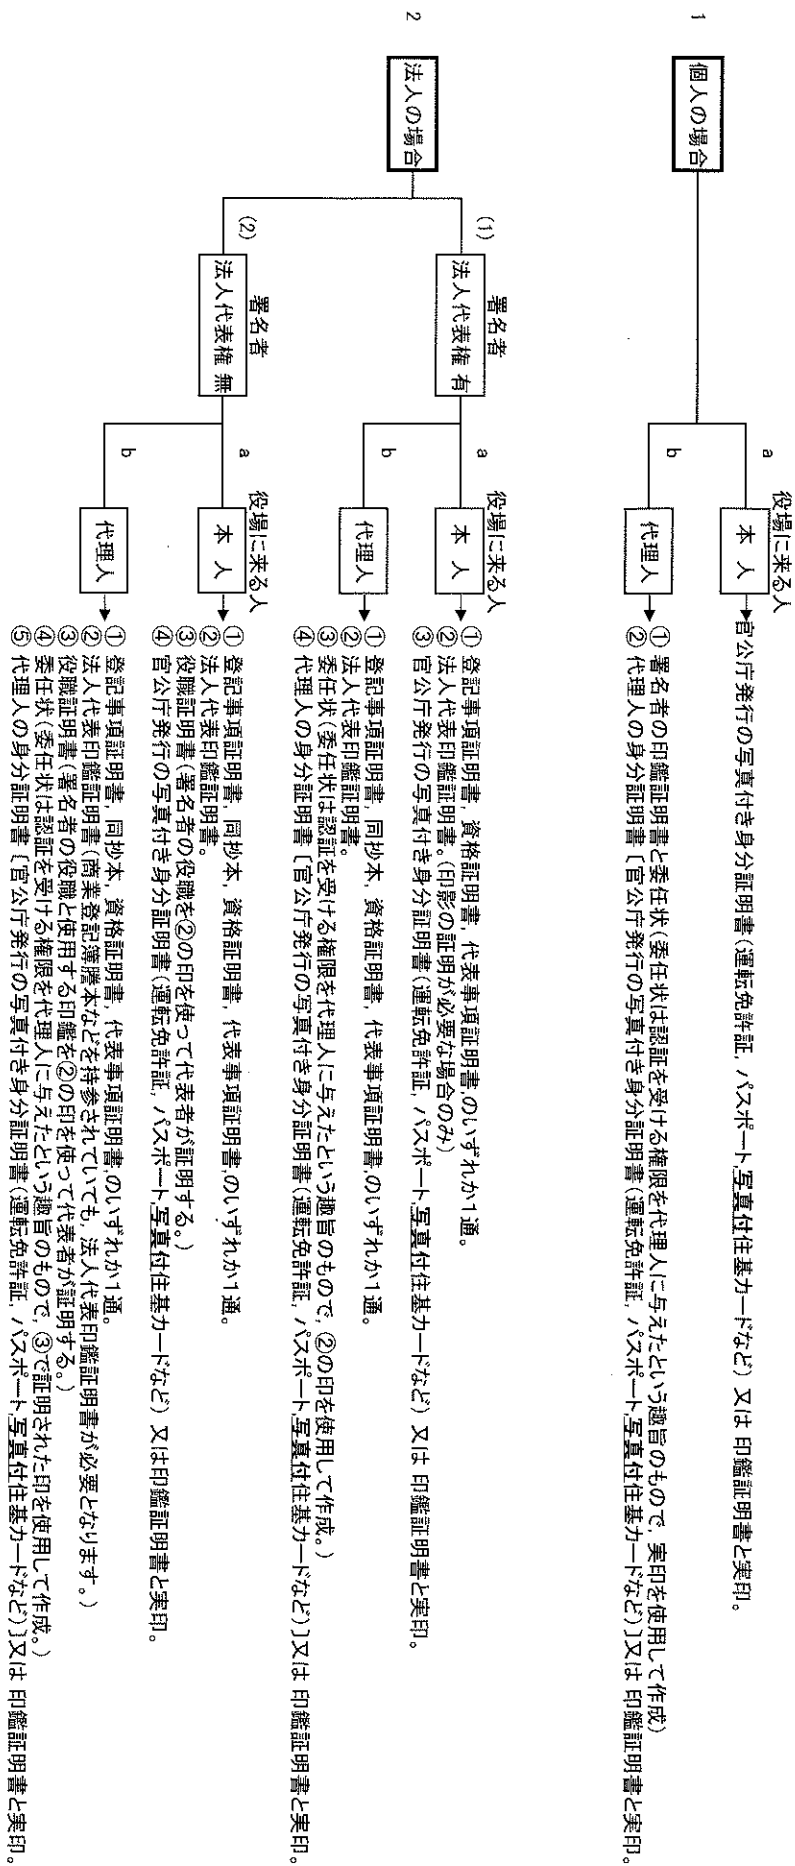 1
個人の場合
役場に来る人
a
本 人
官公庁発行の写真付き身分証明書(運転免許証, パスポート,写真付住基カードなど) 又は 印鑑証明書と実印。
b
代理人
① 署名者の印鑑証明書と委任状(委任状は認証を受ける権限を代理人に与えたという趣旨のもので, 実印を使用して作成)
② 代理人の身分証明書〔官公庁発行の写真付き身分証明書(運転免許証, パスポート,写真付住基カードなど)〕又は 印鑑証明書と実印。
2
法人の場合
(1)
署名者
法人代表権 有
役場に来る人
a
本 人
① 登記事項証明書, 資格証明書, 代表事項証明書,のいずれか1通。
② 法人代表印鑑証明書。(印影の証明が必要な場合のみ)
③ 官公庁発行の写真付き身分証明書(運転免許証, パスポート,写真付住基カードなど) 又は 印鑑証明書と実印。
b
代理人
① 登記事項証明書, 同抄本, 資格証明書, 代表事項証明書,のいずれか1通。
② 法人代表印鑑証明書。
③ 委任状(委任状は認証を受ける権限を代理人に与えたという趣旨のもので, ②の印を使用して作成。)
④ 代理人の身分証明書〔官公庁発行の写真付き身分証明書(運転免許証, パスポート,写真付住基カードなど)〕又は 印鑑証明書と実印。
(2)
署名者
法人代表権 無
役場に来る人
a
本 人
① 登記事項証明書, 同抄本, 資格証明書, 代表事項証明書,のいずれか1通。
② 法人代表印鑑証明書。
③ 役職証明書(署名者の役職を②の印を使って代表者が証明する。)
④ 官公庁発行の写真付き身分証明書(運転免許証, パスポート,写真付住基カードなど) 又は印鑑証明書と実印。
b
代理人
① 登記事項証明書, 同抄本, 資格証明書, 代表事項証明書,のいずれか1通。
② 法人代表印鑑証明書(商業登記簿謄本などを持参されていても, 法人代表印鑑証明書が必要となります。)
③ 役職証明書(署名者の役職と使用する印鑑を②の印を使って代表者が証明する。)
④ 委任状(委任状は認証を受ける権限を代理人に与えたという趣旨のもので, ③で証明された印を使用して作成。)
⑤ 代理人の身分証明書〔官公庁発行の写真付き身分証明書(運転免許証, パスポート,写真付住基カードなど)〕又は 印鑑証明書と実印。